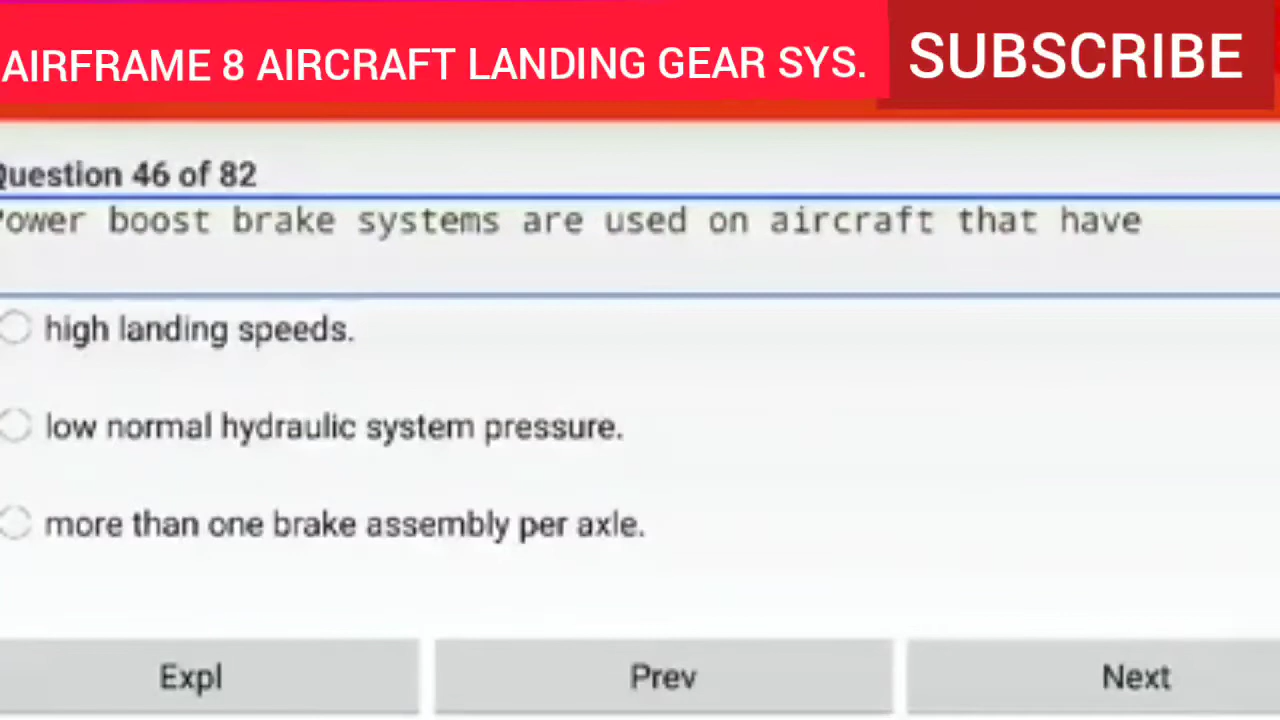 AIRFRAME 8 AIRCRAFT LANDING GEAR SYS.
SUBSCRIBE
Question 46 of 82
Power boost brake systems are used on aircraft that have
high landing speeds.
low normal hydraulic system pressure.
more than one brake assembly per axle.
Expl
Prev
Next